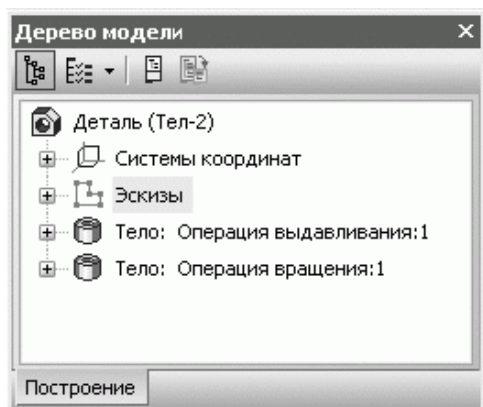 Дерево модели
Деталь (Тел-2)
Системы координат
Эскизы
Тело: Операция выдавливания:1
Тело: Операция вращения:1
Построение